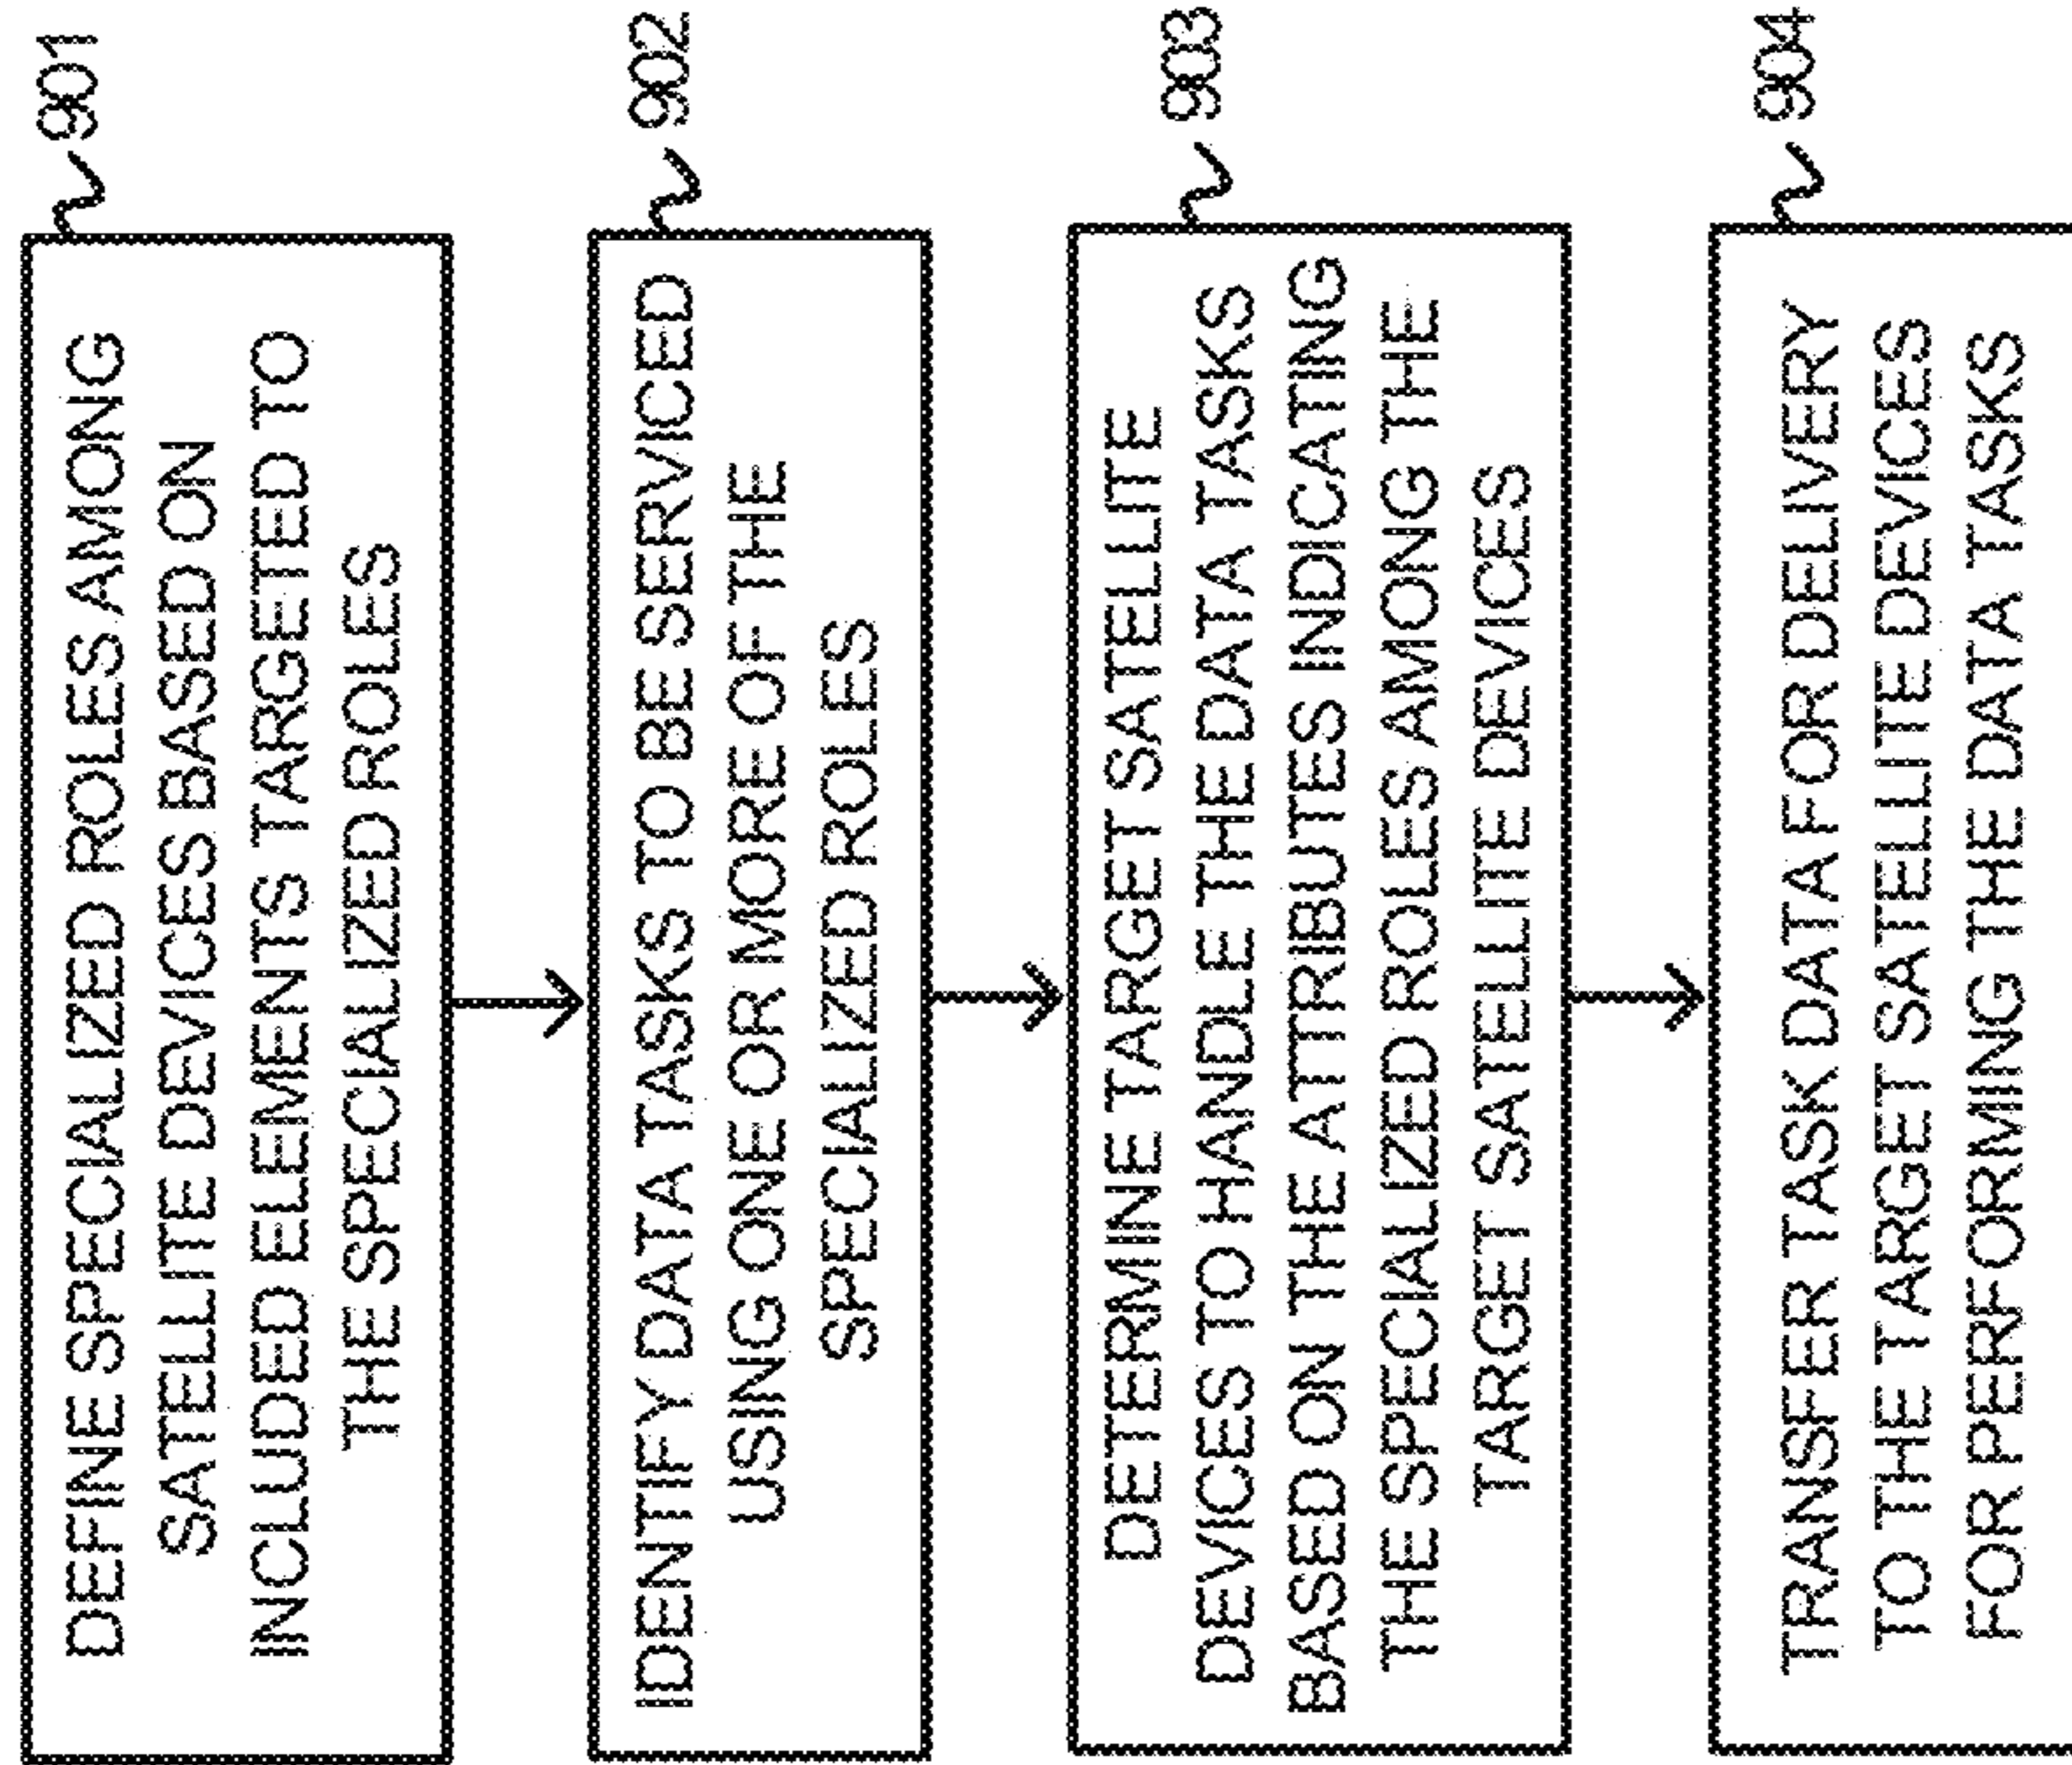 DEFINE SPECIALIZED ROLES AMONG
SATELLITE DEVICES BASED ON
INCLUDED ELEMENTS TARGETED TO
THE SPECIALIZED ROLES
901
IDENTIFY DATA TASKS TO BE SERVICED
USING ONE OR MORE OF THE
SPECIALIZED ROLES
902
DETERMINE TARGET SATELLITE
DEVICES TO HANDLE THE DATA TASKS
BASED ON THE ATTRIBUTES INDICATING
THE SPECIALIZED ROLES AMONG THE
TARGET SATELLITE DEVICES
903
TRANSFER TASK DATA FOR DELIVERY
TO THE TARGET SATELLITE DEVICES
FOR PERFORMING THE DATA TASKS
904